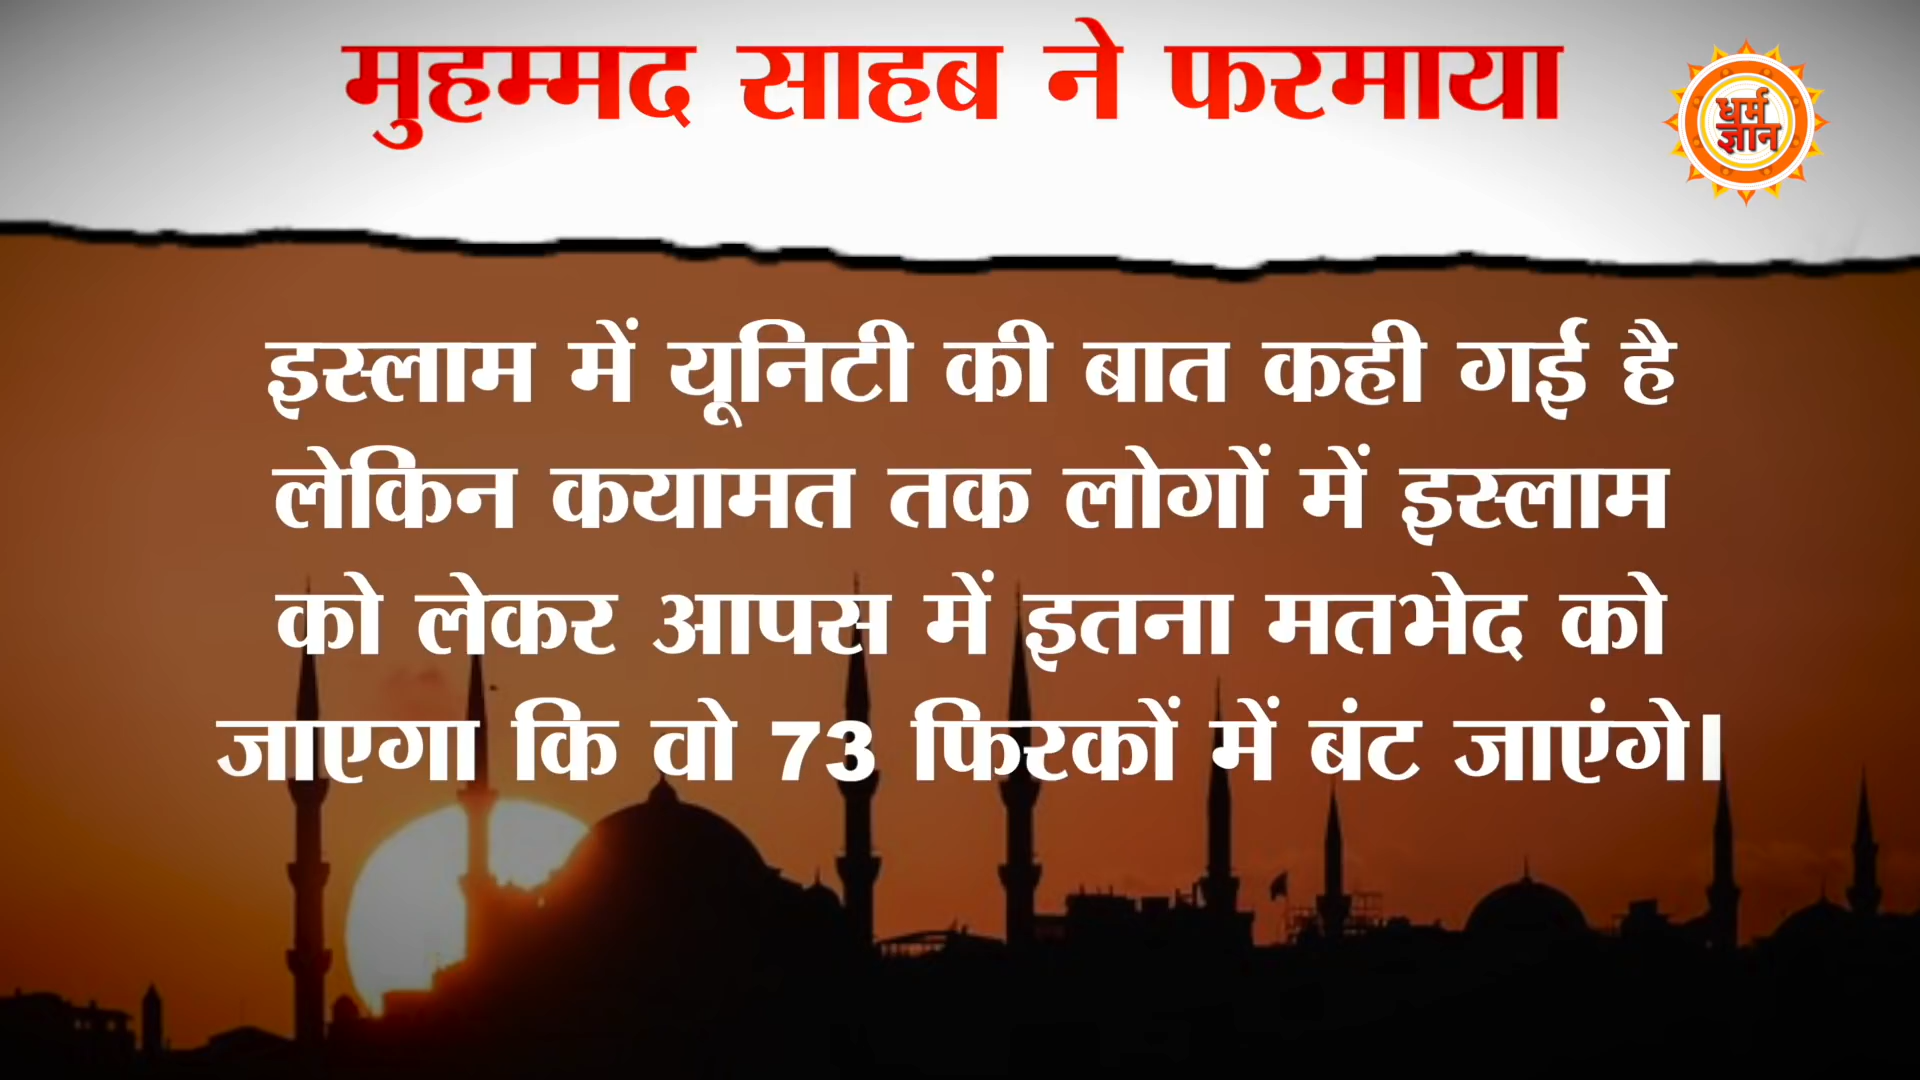 मुहम्मद साहब ने फरमाया
धर्म
ज्ञान
इस्लाम में यूनिटी की बात कही गई है
लेकिन कयामत तक लोगों में इस्लाम
को लेकर आपस में इतना मतभेद को
जाएगा कि वो 73 फिरकों में बंट जाएंगे।